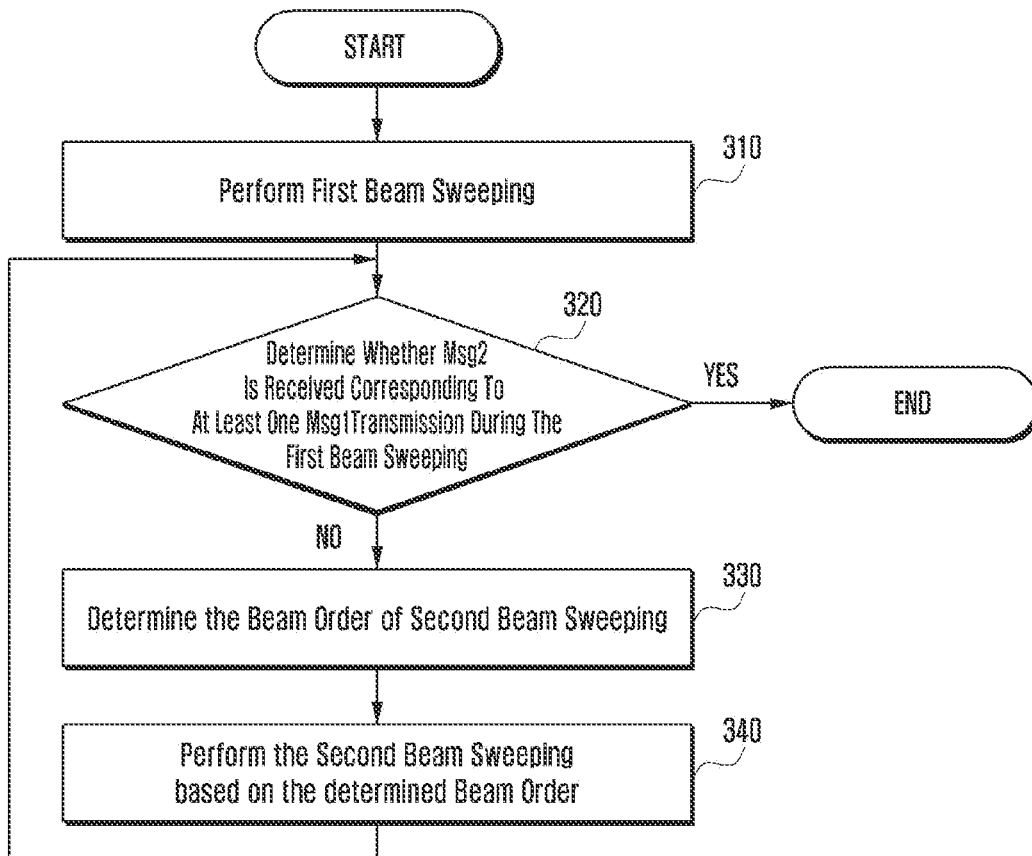 START
310
Perform First Beam Sweeping
320
Determine Whether Msg2
Is Received Corresponding To
At Least One Msg1Transmission During The
First Beam Sweeping
YES
END
NO
330
Determine the Beam Order of Second Beam Sweeping
340
Perform the Second Beam Sweeping
based on the determined Beam Order